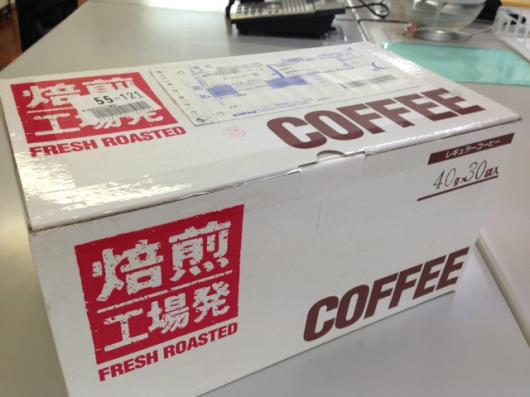 焙煎
55-121
工場発
FRESH ROASTED
COFFEE
レギュラーコーヒー
40g×30袋入
焙煎
工場発
FRESH ROASTED
COFFEE